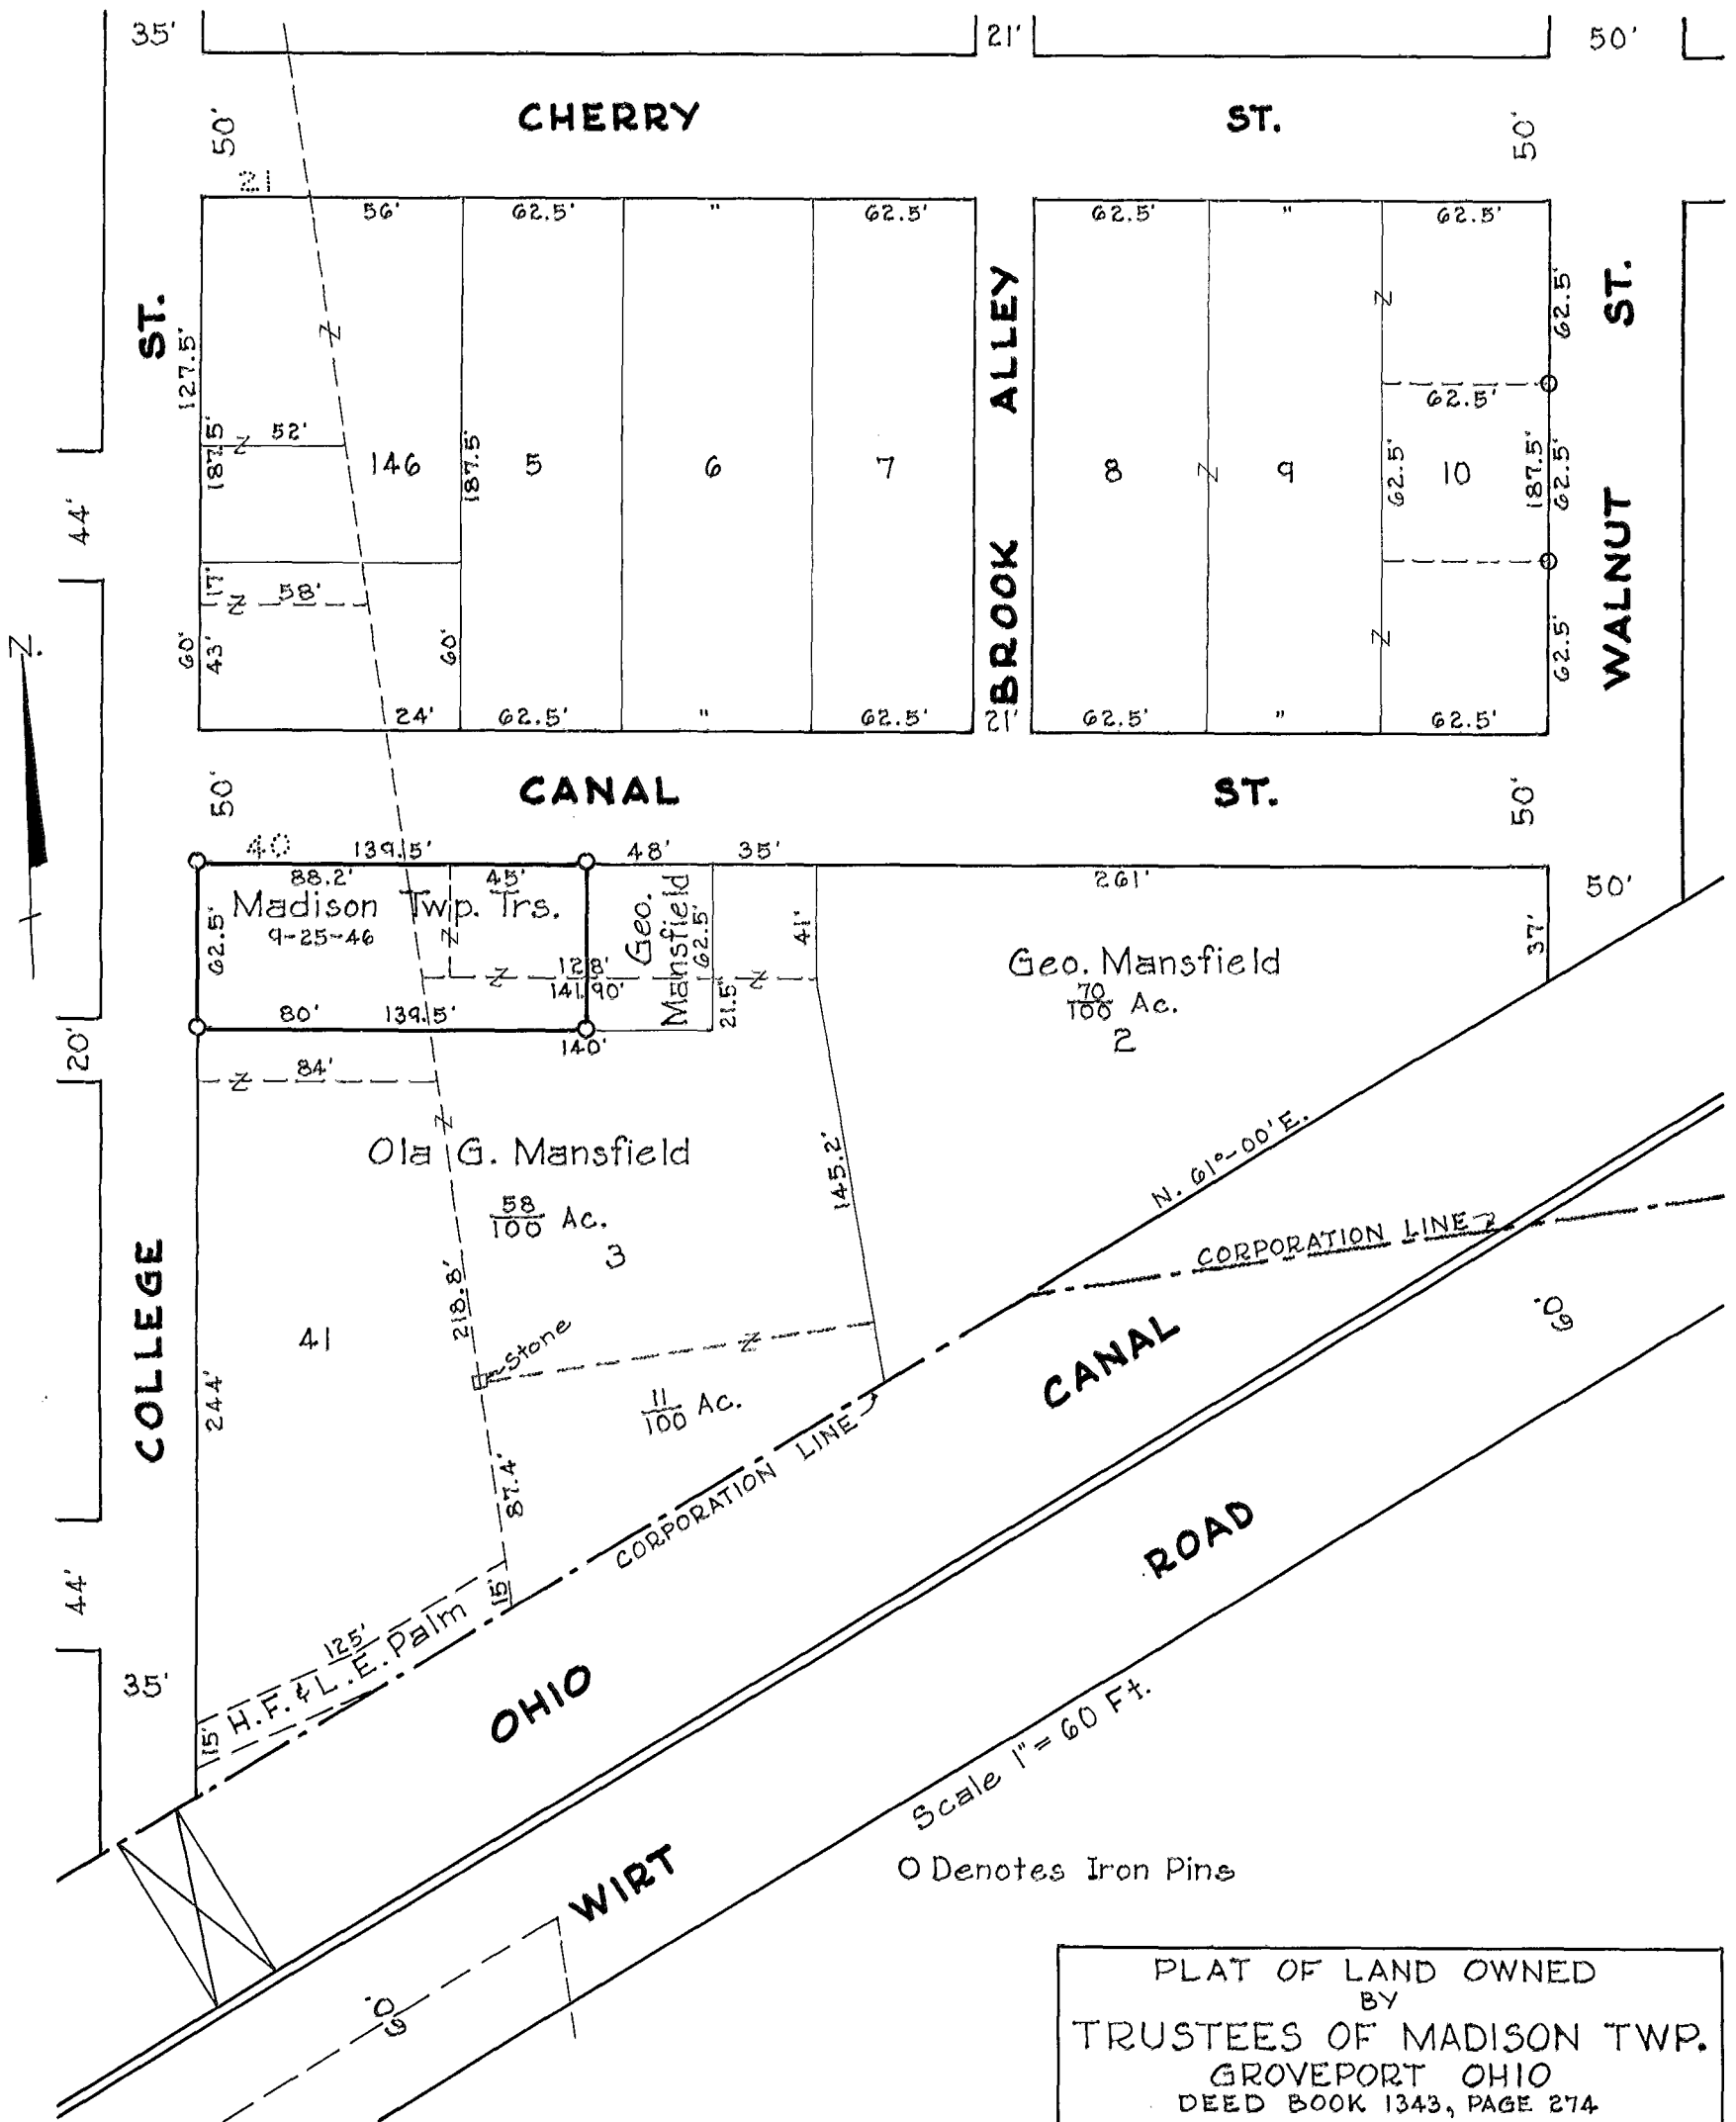 35' 21' 50'
CHERRY ST.
50' 50'
21
56' 62.5' " 62.5' 62.5' " 62.5'
ST.
127.5'
187.5'
52'
146 5 6 7 8 9 10
187.5'
BROOK ALLEY
62.5'
62.5'
62.5'
187.5'
62.5'
62.5'
WALNUT ST.
44'
17'
58'
60'
43'
60'
24' 62.5' " 62.5' 21' 62.5' " 62.5'
N.
50'
CANAL ST.
50'
40 139.5' 48' 35'
88.2' 45' 261' 50'
Madison Twp. Trs.
9-25-46
62.5'
Geo.
Mansfield
62.5'
41'
37'
128'
141.90'
21.5'
80' 139.5'
140'
Geo. Mansfield
70
100 Ac.
2
20'
84'
Ola G. Mansfield
58
100 Ac.
3
145.2'
218.8'
N. 61°-00' E.
CORPORATION LINE
COLLEGE
41
Stone
244'
11
100 Ac.
87.4'
CORPORATION LINE
60'
44'
15'
125'
H.F. & L.E. Palm
15'
35'
OHIO CANAL
WIRT ROAD
60'
Scale 1" = 60 Ft.
O Denotes Iron Pins
PLAT OF LAND OWNED
BY
TRUSTEES OF MADISON TWP.
GROVEPORT OHIO
DEED BOOK 1343, PAGE 274